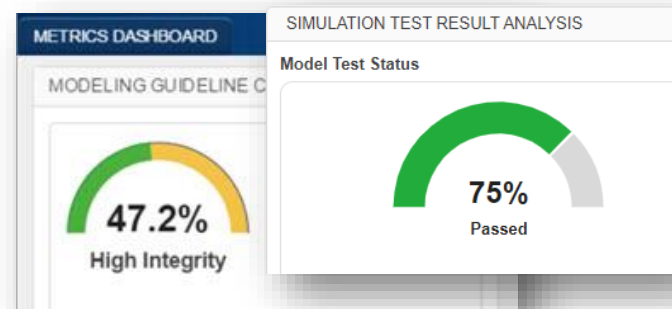 METRICS DASHBOARD
MODELING GUIDELINE C
47.2%
High Integrity
SIMULATION TEST RESULT ANALYSIS
Model Test Status
75%
Passed